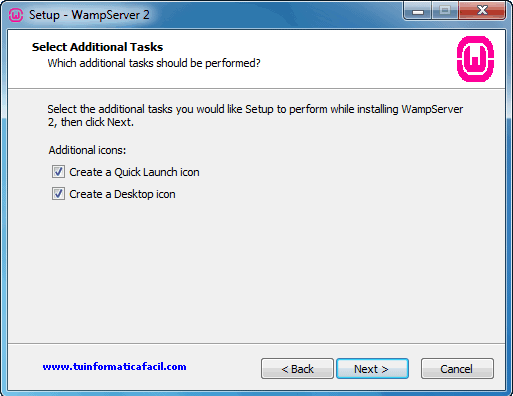 Setup - WampServer 2
Select Additional Tasks
Which additional tasks should be performed?
Select the additional tasks you would like Setup to perform while installing WampServer
2, then click Next.
Additional icons:
Create a Quick Launch icon
Create a Desktop icon
www.tuinformaticafacil.com
< Back
Next >
Cancel